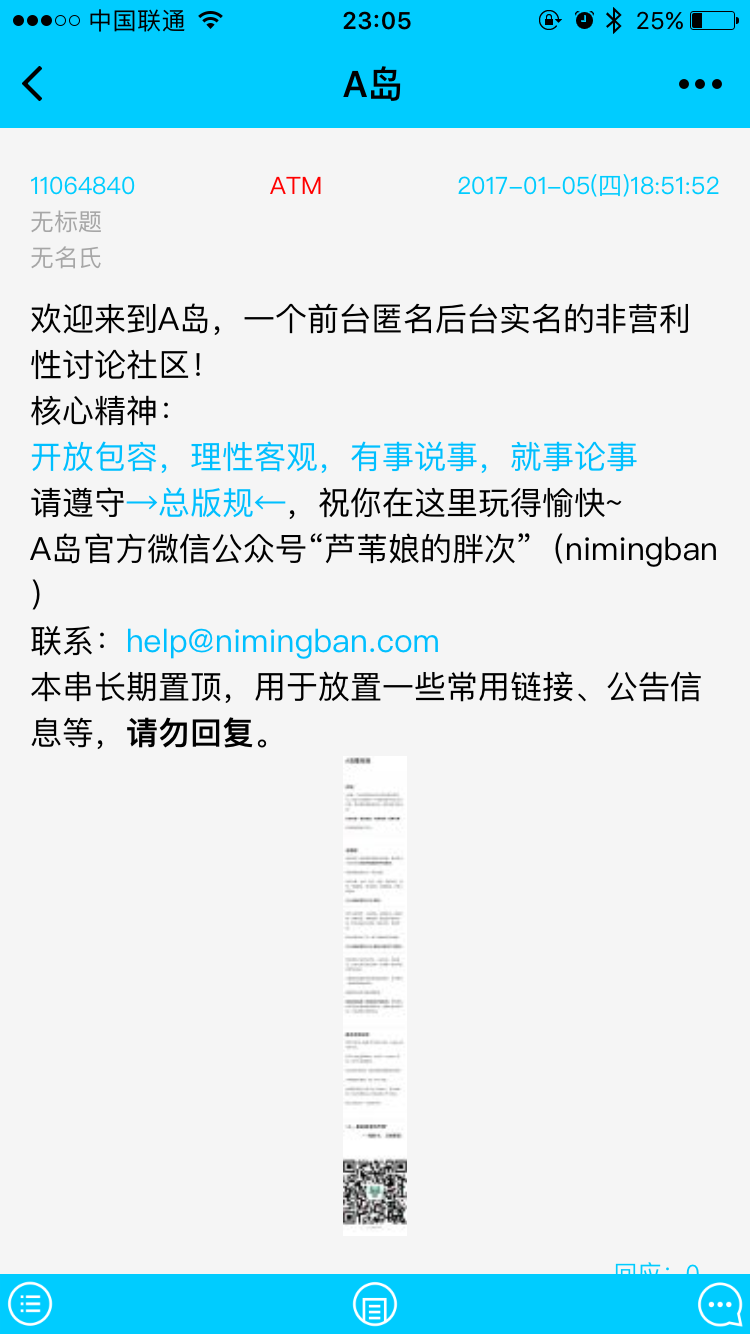 中国联通
23:05
25%
A岛
11064840
ATM
2017-01-05(四)18:51:52
无标题
无名氏
欢迎来到A岛，一个前台匿名后台实名的非营利
性讨论社区！
核心精神：
开放包容，理性客观，有事说事，就事论事
请遵守→总版规←，祝你在这里玩得愉快~
A岛官方微信公众号“芦苇娘的胖次”（nimingban
）
联系：help@nimingban.com
本串长期置顶，用于放置一些常用链接、公告信
息等，请勿回复。
回应：0